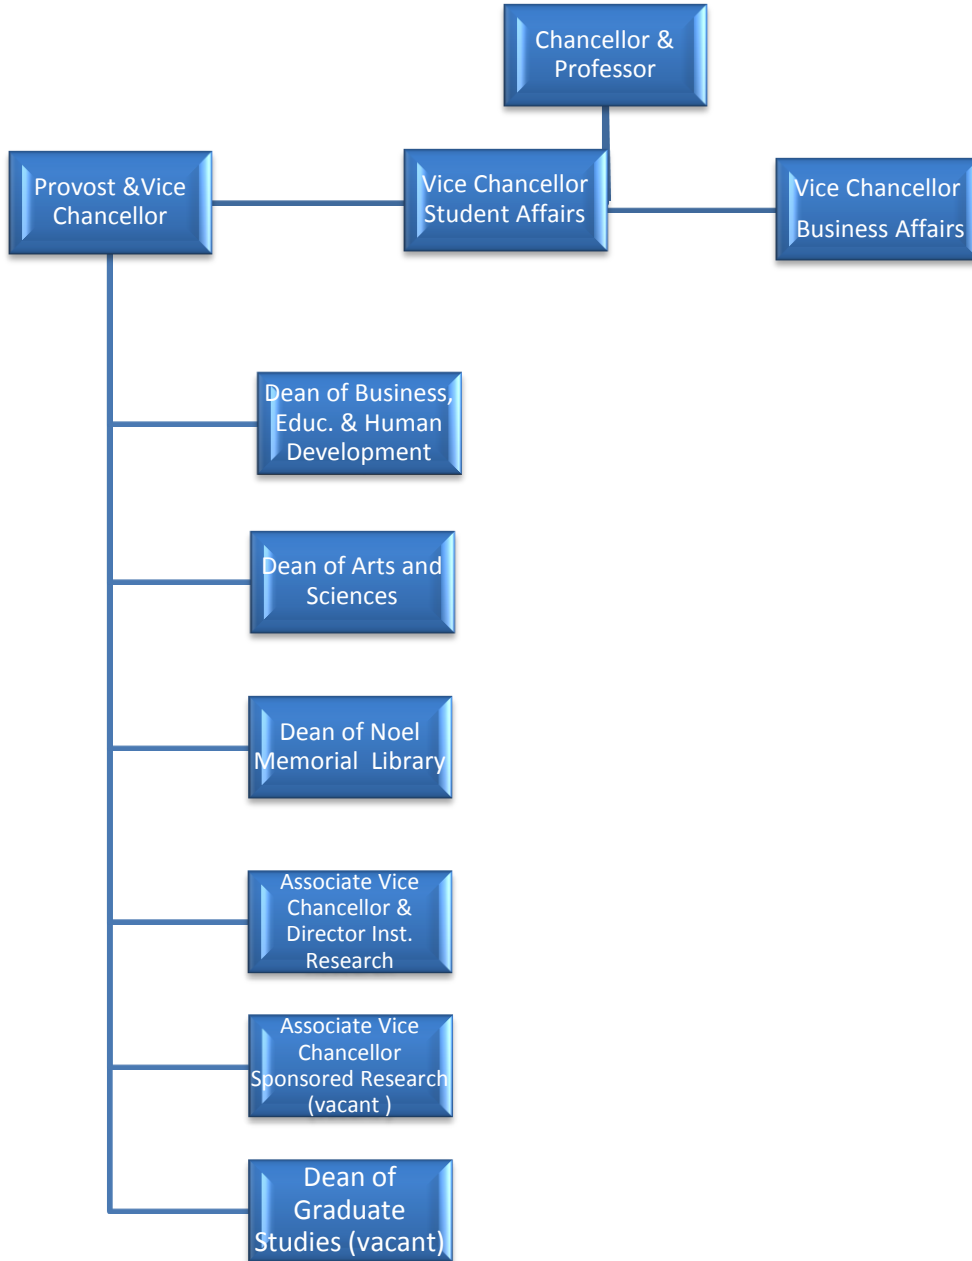 Chancellor &
Professor
Provost &Vice
Chancellor
Vice Chancellor
Student Affairs
Vice Chancellor
Business Affairs
Dean of Business,
Educ. & Human
Development
Dean of Arts and
Sciences
Dean of Noel
Memorial  Library
Associate Vice
Chancellor &
Director Inst.
Research
Associate Vice
Chancellor
Sponsored Research
(vacant )
Dean of
Graduate
Studies (vacant)